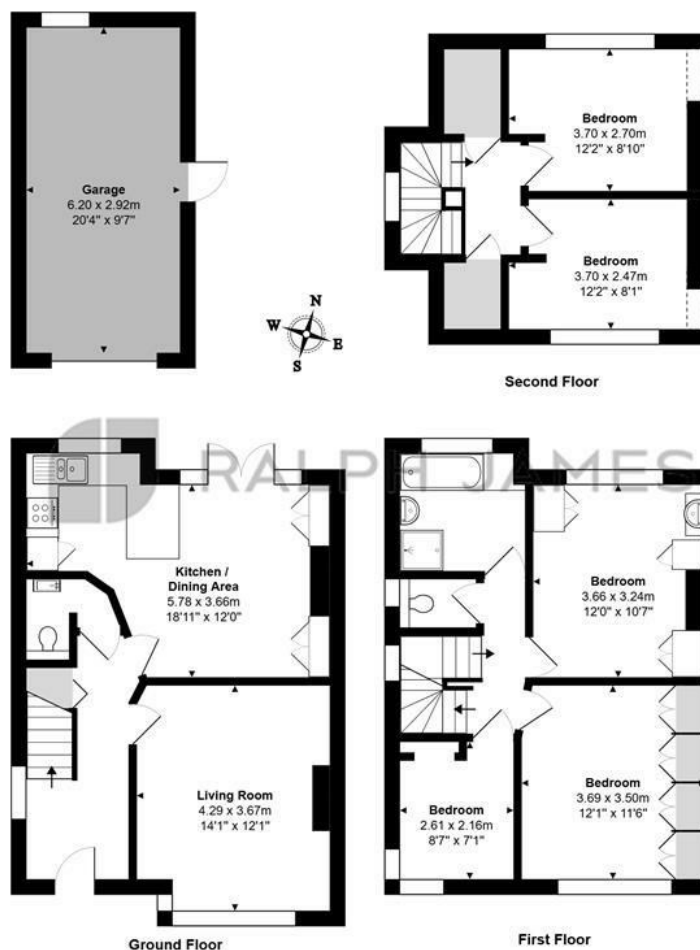 Garage
6.20 x 2.92m
20'4" x 9'7"
N
W
E
S
Bedroom
3.70 x 2.70m
12'2" x 8'10"
Bedroom
3.70 x 2.47m
12'2" x 8'1"
Second Floor
RALPH JAMES
Kitchen /
Dining Area
5.78 x 3.66m
18'11" x 12'0"
Living Room
4.29 x 3.67m
14'1" x 12'1"
Ground Floor
Bedroom
3.66 x 3.24m
12'0" x 10'7"
Bedroom
3.69 x 3.50m
12'1" x 11'6"
Bedroom
2.61 x 2.16m
8'7" x 7'1"
First Floor